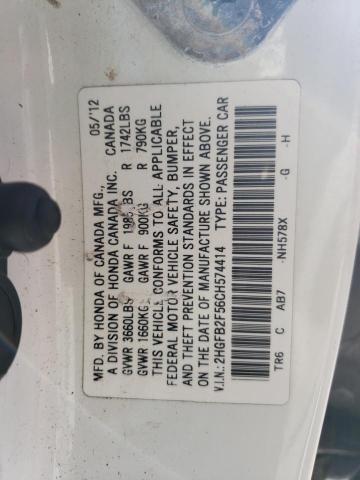 MFD. BY HONDA OF CANADA MFG., 05/'12
A DIVISION OF HONDA CANADA INC. CANADA
GVWR 3660LBS GAWR F 1985LBS R 1742LBS
GVWR 1660KG GAWR F 900KG R 790KG
THIS VEHICLE CONFORMS TO ALL APPLICABLE
FEDERAL MOTOR VEHICLE SAFETY, BUMPER,
AND THEFT PREVENTION STANDARDS IN EFFECT
ON THE DATE OF MANUFACTURE SHOWN ABOVE.
V.I.N.: 2HGFB2F56CH574414 TYPE: PASSENGER CAR
TR6 C AB7 -NH578X -G -H